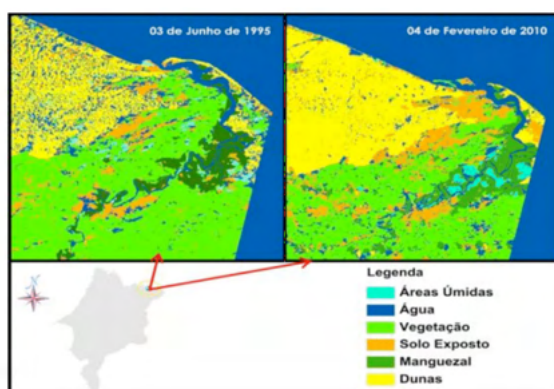 03 de Junho de 1995
04 de Fevereiro de 2010
Legenda
Áreas Úmidas
Água
Vegetação
Solo Exposto
Manguezal
Dunas